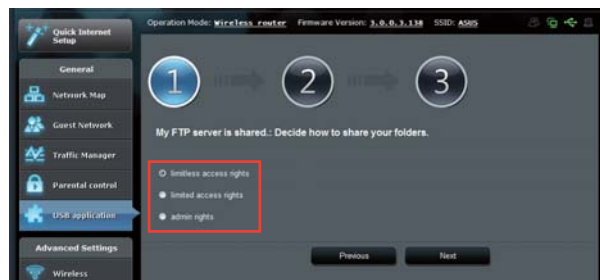 Quick Internet
Setup
Operation Mode: Wireless router Firmware Version: 3.0.0.3.138 SSID: ASUS
General
Network Map
Guest Network
Traffic Manager
Parental control
USB application
Advanced Settings
Wireless
1
2
3
My FTP server is shared.: Decide how to share your folders.
limitless access rights
limited access rights
admin rights
Previous
Next